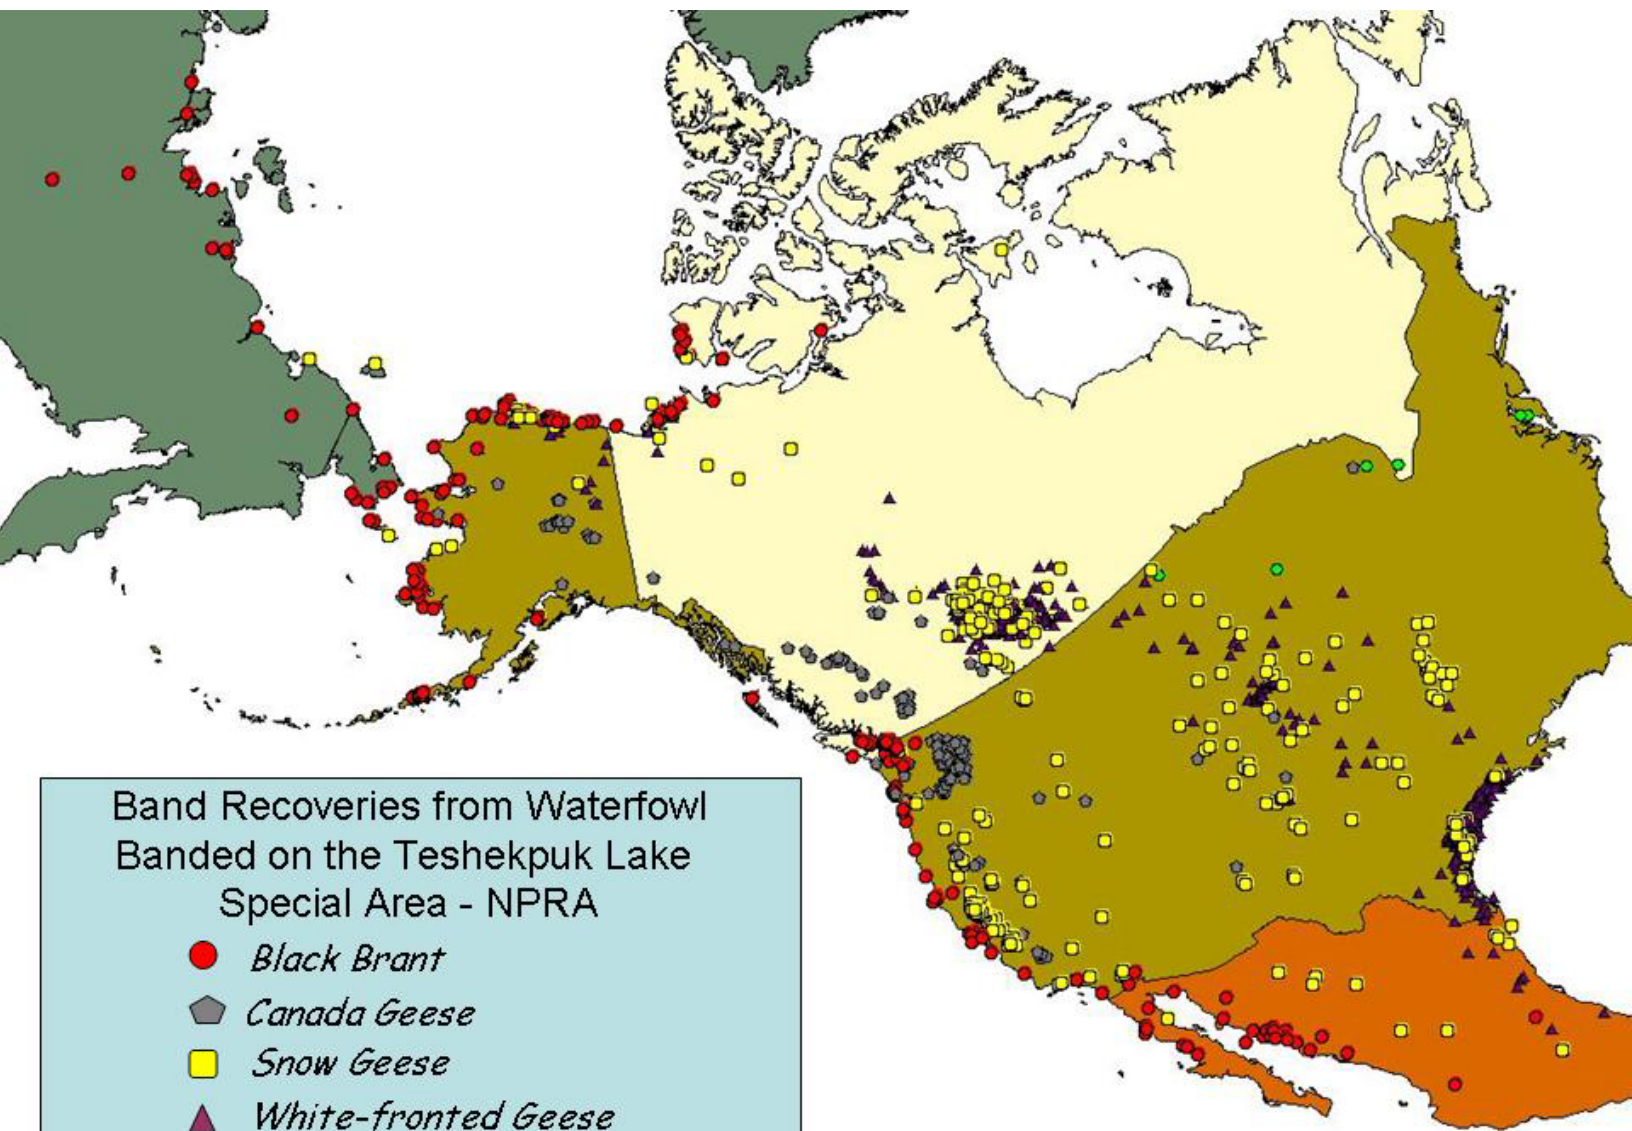 Band Recoveries from Waterfowl
Banded on the Teshekpuk Lake
Special Area - NPRA
Black Brant
Canada Geese
Snow Geese
White-fronted Geese